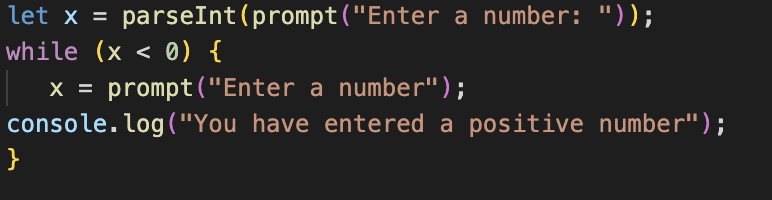 let x = parseInt(prompt("Enter a number: "));
while (x < 0) {
   x = prompt("Enter a number");
console.log("You have entered a positive number");
}